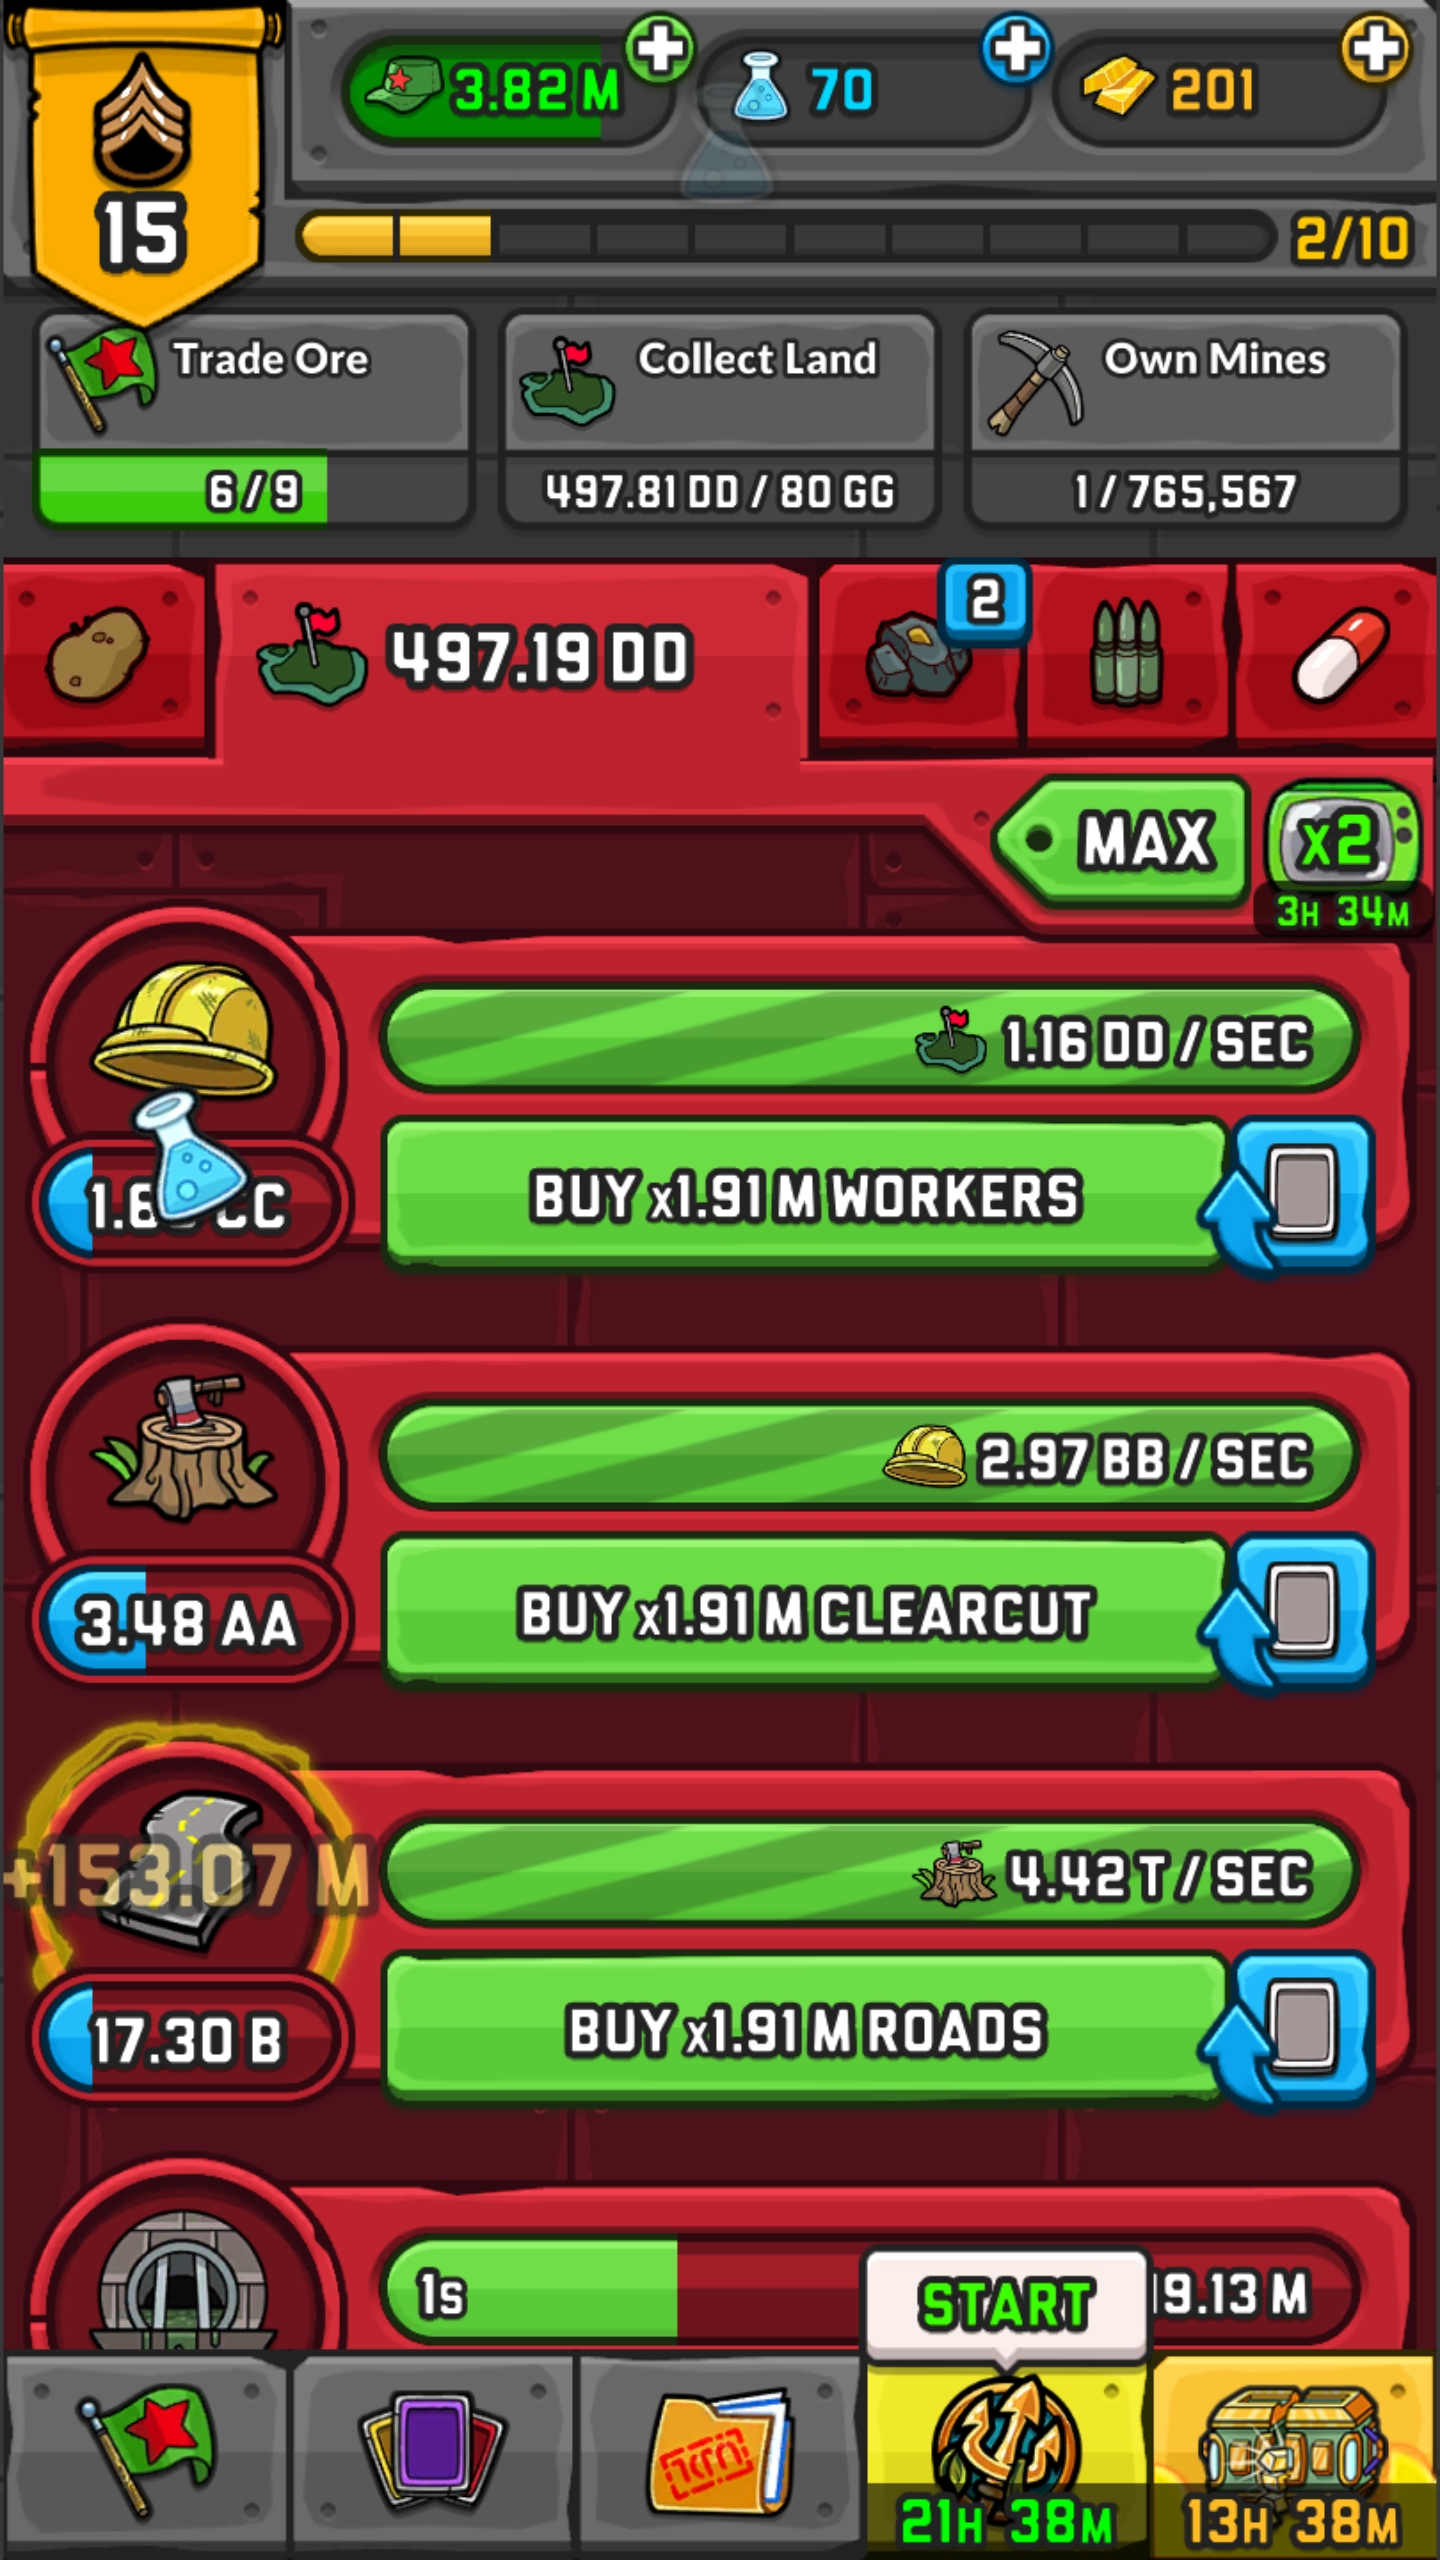 3.82 M
70
201
15
2/10
Trade Ore
Collect Land
Own Mines
6/9
497.81 DD / 80 GG
1 / 765,567
497.19 DD
2
MAX
x2
3H 34M
1.16 DD / SEC
BUY x1.91 M WORKERS
2.97 BB / SEC
3.48 AA
BUY x1.91 M CLEARCUT
+153.07 M
4.42 T / SEC
17.30 B
BUY x1.91 M ROADS
1s
19.13 M
START
21H 38M
13H 38M